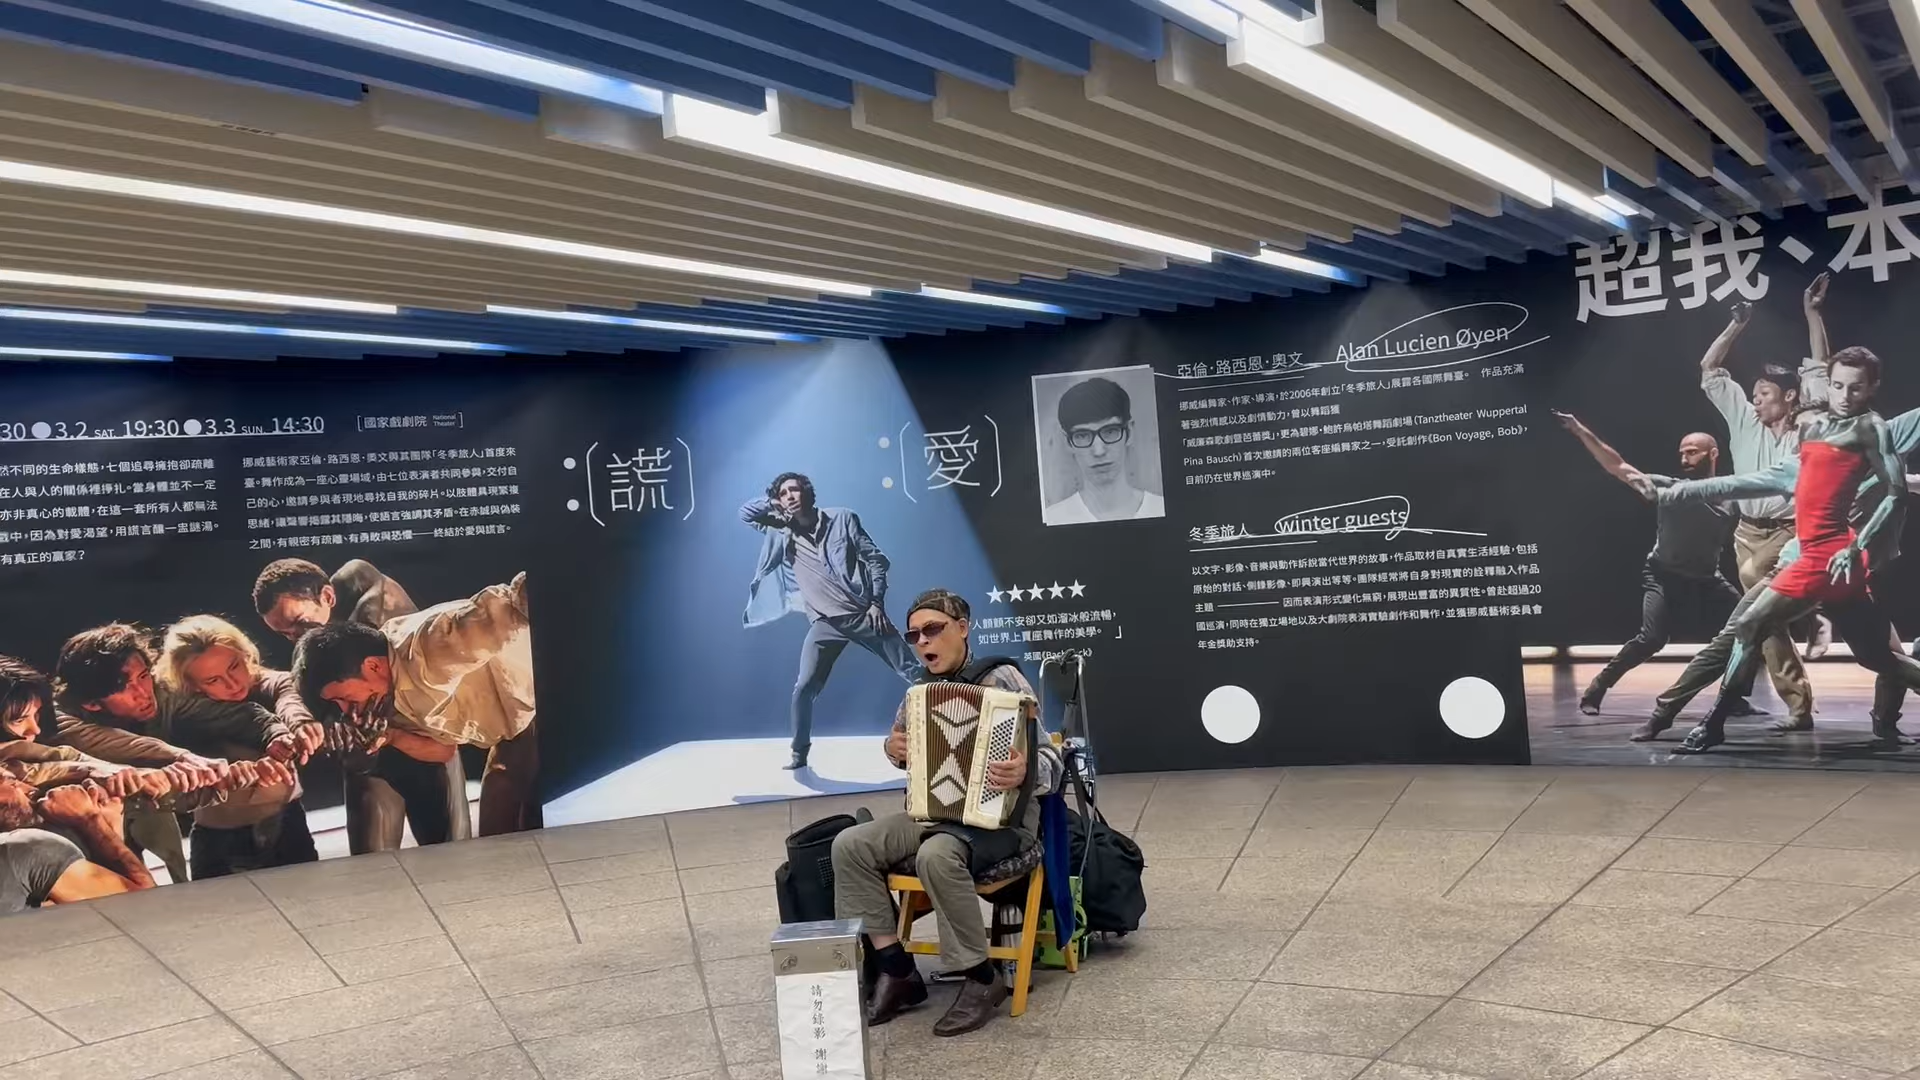 30 ●3.2 SAT. 19:30 ●3.3 SUN. 14:30
[國家戲劇院 National Theater]
然不同的生命樣態,七個追尋擁抱卻疏離
在人與人的關係裡掙扎。當身體並不一定
亦非真心的載體,在這一套所有人都無法
戲中,因為對愛渴望,用謊言釀一盅謎湯。
有真正的贏家?
挪威藝術家亞倫·路西恩·奧文與其團隊「冬季旅人」首度來
臺。舞作成為一座心靈場域,由七位表演者共同參與,交付自
己的心,邀請參與者現地尋找自我的碎片。以肢體具現繁複
思緒,讓聲響揭露其隱晦,使語言強調其矛盾。在赤誠與偽裝
之間,有親密有疏離、有勇敢與恐懼——終結於愛與謊言。
:(謊)
:(愛)
★★★★★
人顫顫不安卻又如溜冰般流暢,
如世界上賣座舞作的美學。」
—— 英國
亞倫·路西恩·奧文 Alan Lucien Øyen
挪威編舞家、作家、導演,於2006年創立「冬季旅人」展露各國際舞臺。 作品充滿
著強烈情感以及劇情動力,曾以舞蹈獲
「威廉森歌劇暨芭蕾獎」,更為碧娜·鮑許烏帕塔舞蹈劇場(Tanztheater Wuppertal
Pina Bausch)首次邀請的兩位客座編舞家之一,受託創作《Bon Voyage, Bob》,
目前仍在世界巡演中。
冬季旅人 winter guests
以文字、影像、音樂與動作訴說當代世界的故事,作品取材自真實生活經驗,包括
原始的對話、側錄影像、即興演出等等。團隊經常將自身對現實的詮釋融入作品
主題 ——— 因而表演形式變化無窮,展現出豐富的異質性。曾赴超過20
國巡演,同時在獨立場地以及大劇院表演實驗劇作和舞作,並獲挪威藝術委員會
年金獎助支持。
超我、本
請勿錄影 謝謝